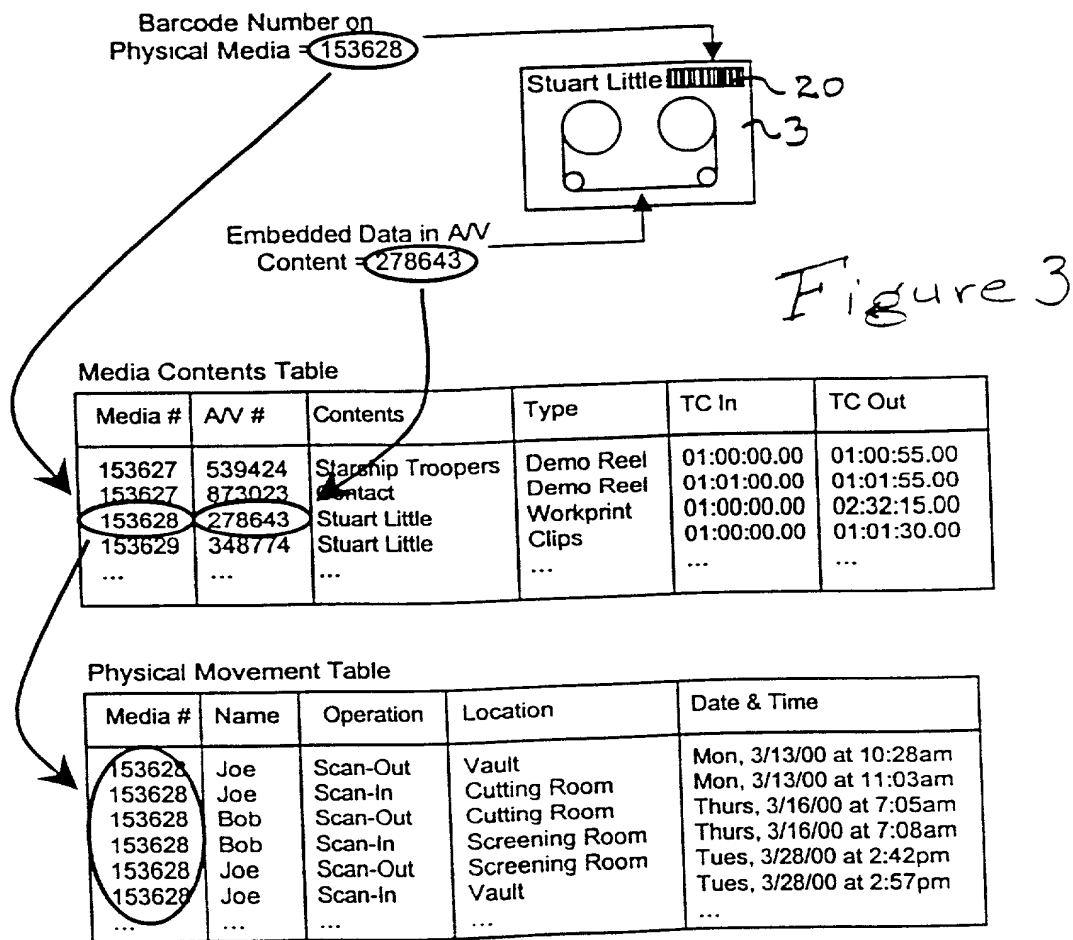 Barcode Number on
Physical Media = 153628
Stuart Little
20
3
Embedded Data in A/V
Content = 278643
Figure 3
Media Contents Table
Media # A/V # Contents Type TC In TC Out
153627 539424 Starship Troopers Demo Reel 01:00:00.00 01:00:55.00
153627 873023 Contact Demo Reel 01:01:00.00 01:01:55.00
153628 278643 Stuart Little Workprint 01:00:00.00 02:32:15.00
153629 348774 Stuart Little Clips 01:00:00.00 01:01:30.00
... ... ... ... ... ...
Physical Movement Table
Media # Name Operation Location Date & Time
153628 Joe Scan-Out Vault Mon, 3/13/00 at 10:28am
153628 Joe Scan-In Cutting Room Mon, 3/13/00 at 11:03am
153628 Bob Scan-Out Cutting Room Thurs, 3/16/00 at 7:05am
153628 Bob Scan-In Screening Room Thurs, 3/16/00 at 7:08am
153628 Joe Scan-Out Screening Room Tues, 3/28/00 at 2:42pm
153628 Joe Scan-In Vault Tues, 3/28/00 at 2:57pm
... ... ... ... ...